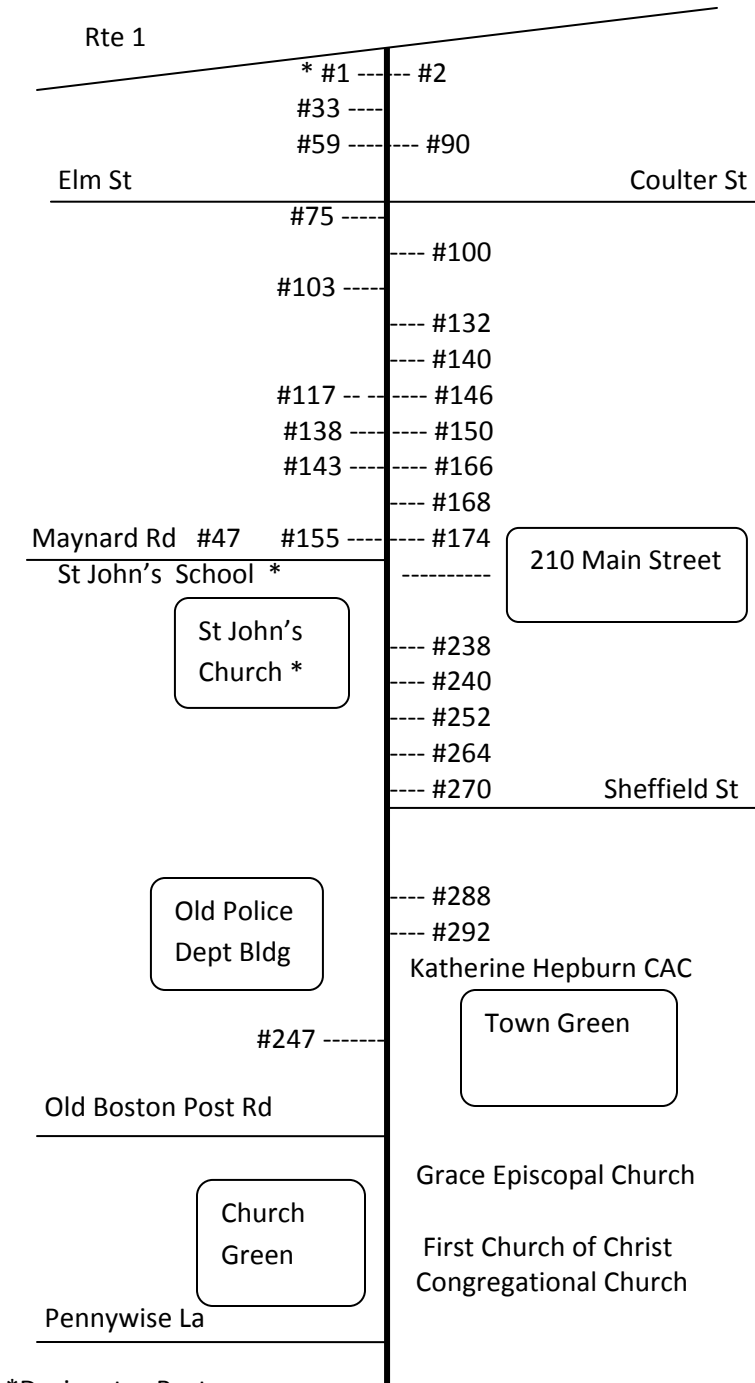 Rte 1
* #1 ----- #2
#33 ----
#59 ------- #90
Elm St Coulter St
#75 -----
---- #100
#103 -----
---- #132
---- #140
#117 -- ------ #146
#138 -------- #150
#143 -------- #166
---- #168
Maynard Rd #47 #155 -------- #174
210 Main Street
St John's School * ----------
St John's
Church *
---- #238
---- #240
---- #252
---- #264
---- #270 Sheffield St
---- #288
Old Police
Dept Bldg
---- #292
Katherine Hepburn CAC
Town Green
#247 -------
Old Boston Post Rd
Grace Episcopal Church
Church
Green
First Church of Christ
Congregational Church
Pennywise La